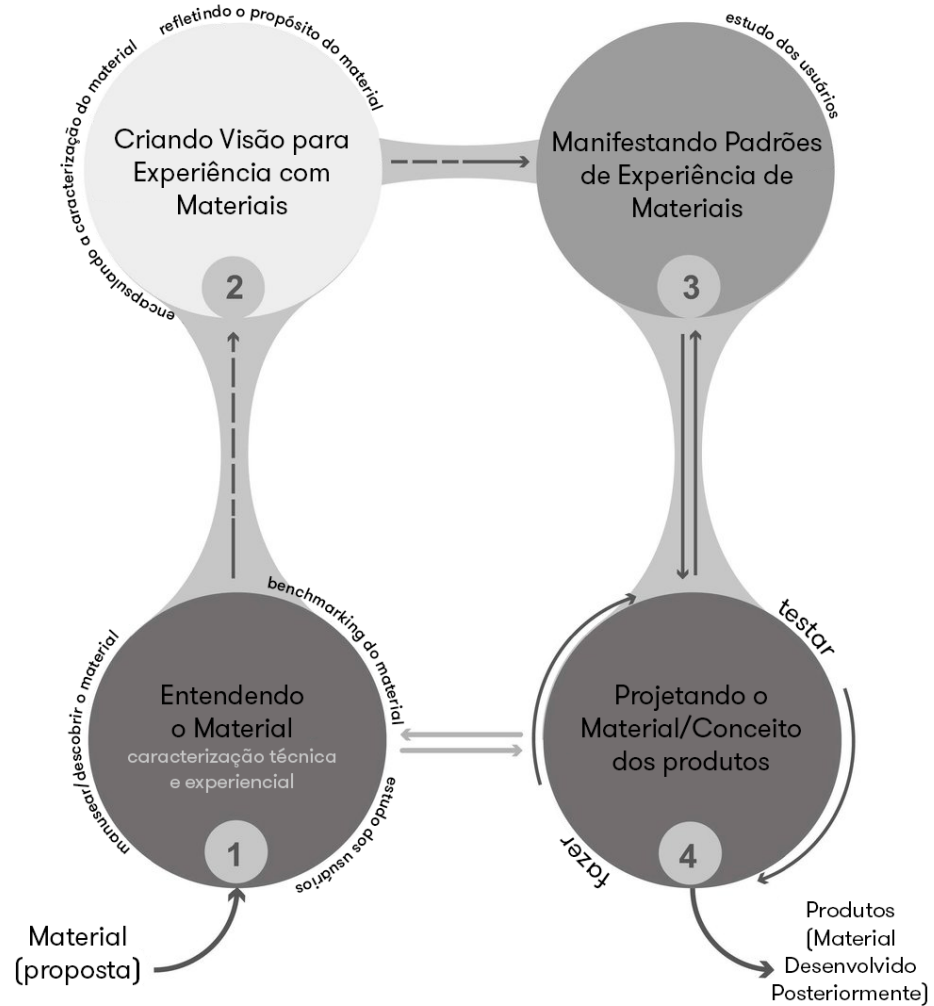 refletindo o propósito do material
encapsulando a caracterização do material
Criando Visão para
Experiência com
Materiais
2
estudo dos usuários
Manifestando Padrões
de Experiência de
Materiais
3
benchmarking do material
manusear/descobrir o material
estudo dos usuários
Entendendo
o Material
caracterização técnica
e experiencial
1
testar
fazer
Projetando o
Material/Conceito
dos produtos
4
Material
(proposta)
Produtos
(Material
Desenvolvido
Posteriormente)